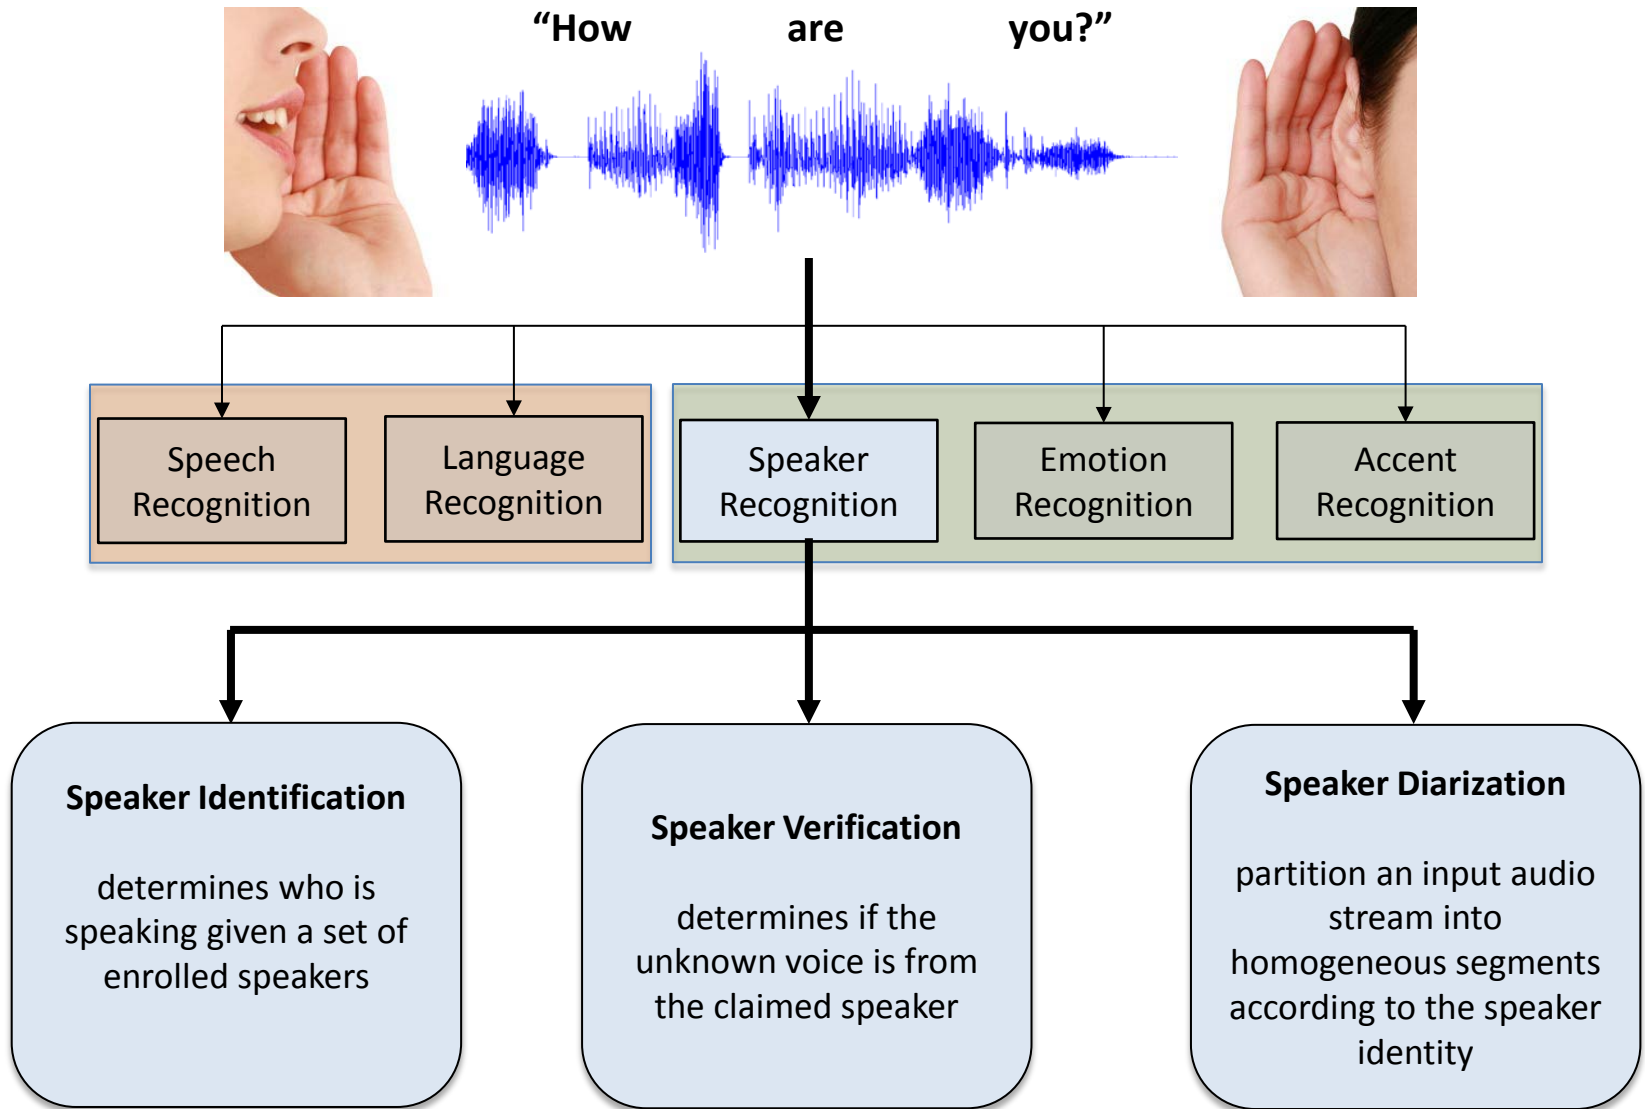 “How are you?”
Speech
Recognition
Language
Recognition
Speaker
Recognition
Emotion
Recognition
Accent
Recognition
Speaker Identification
determines who is
speaking given a set of
enrolled speakers
Speaker Verification
determines if the
unknown voice is from
the claimed speaker
Speaker Diarization
partition an input audio
stream into
homogeneous segments
according to the speaker
identity